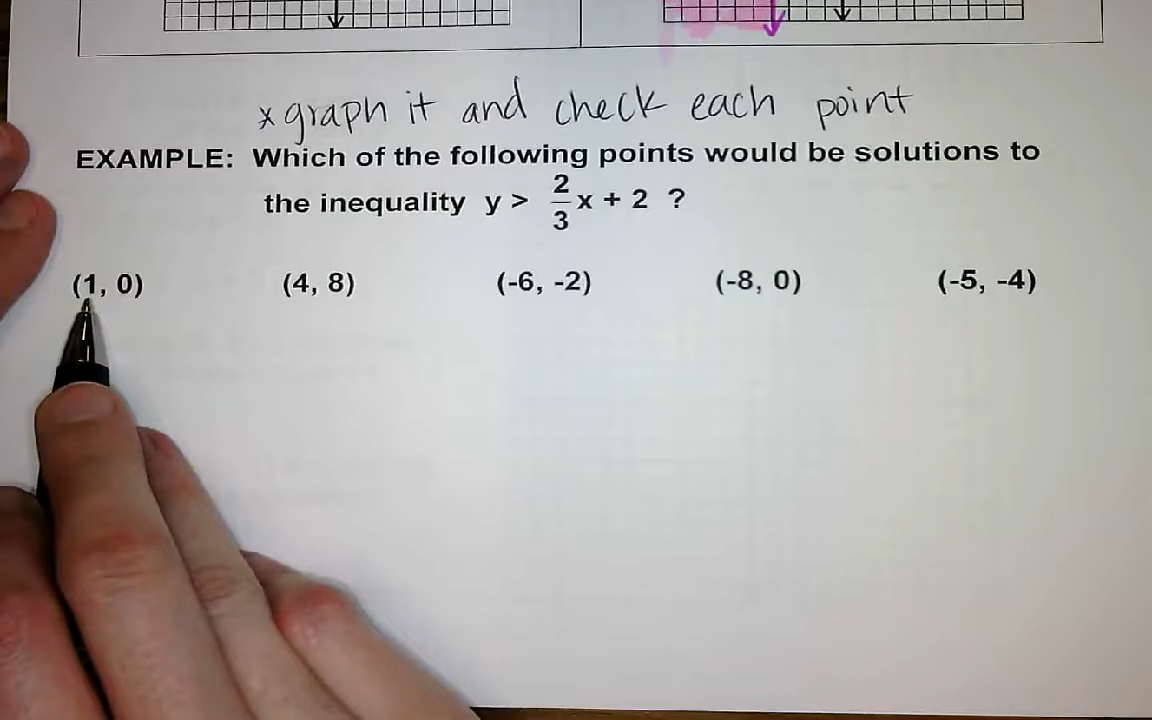 * graph it and check each point
EXAMPLE: Which of the following points would be solutions to
the inequality y > 2/3 x + 2 ?
(1, 0) (4, 8) (-6, -2) (-8, 0) (-5, -4)